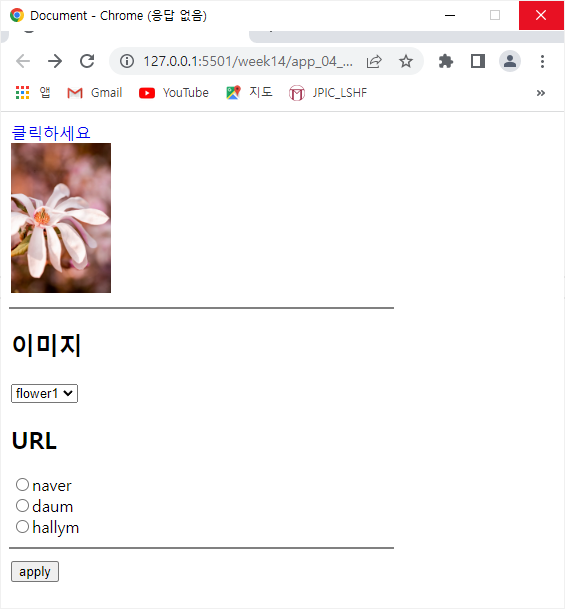 Document - Chrome (응답 없음)
127.0.0.1:5501/week14/app_04_...
앱 Gmail YouTube 지도 JPIC_LSHF »
클릭하세요
이미지
flower1
URL
naver
daum
hallym
apply